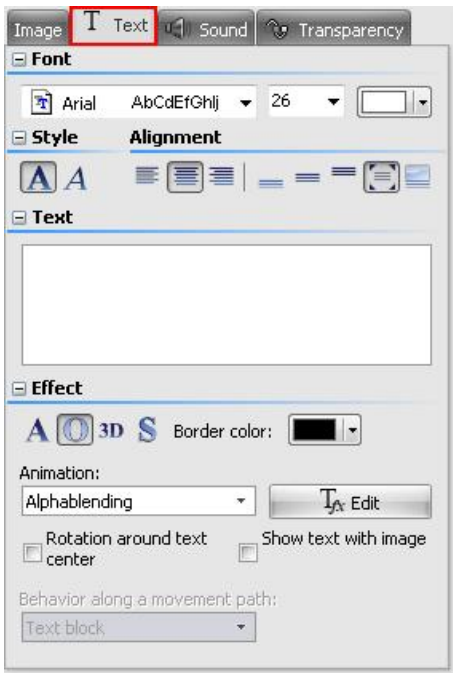 Image T Text Sound Transparency
Font
Arial AbCdEfGhIj 26
Style Alignment
A A
Text
Effect
A O 3D S Border color:
Animation:
Alphablending Tfx Edit
Rotation around text center Show text with image
Behavior along a movement path:
Text block